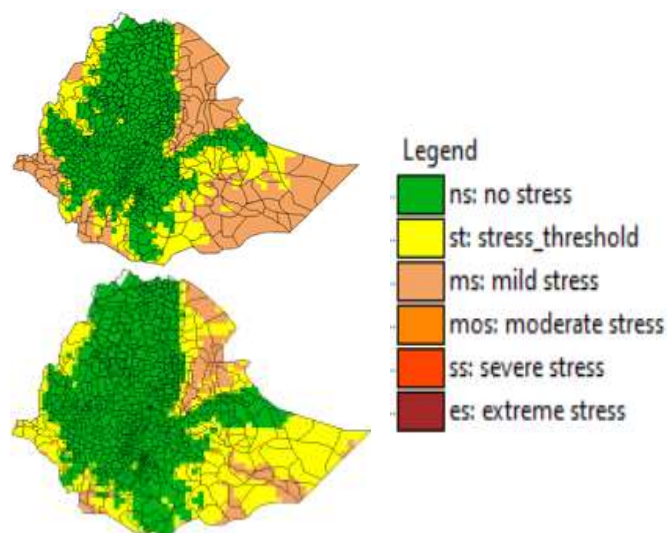 Legend
ns: no stress
st: stress_threshold
ms: mild stress
mos: moderate stress
ss: severe stress
es: extreme stress